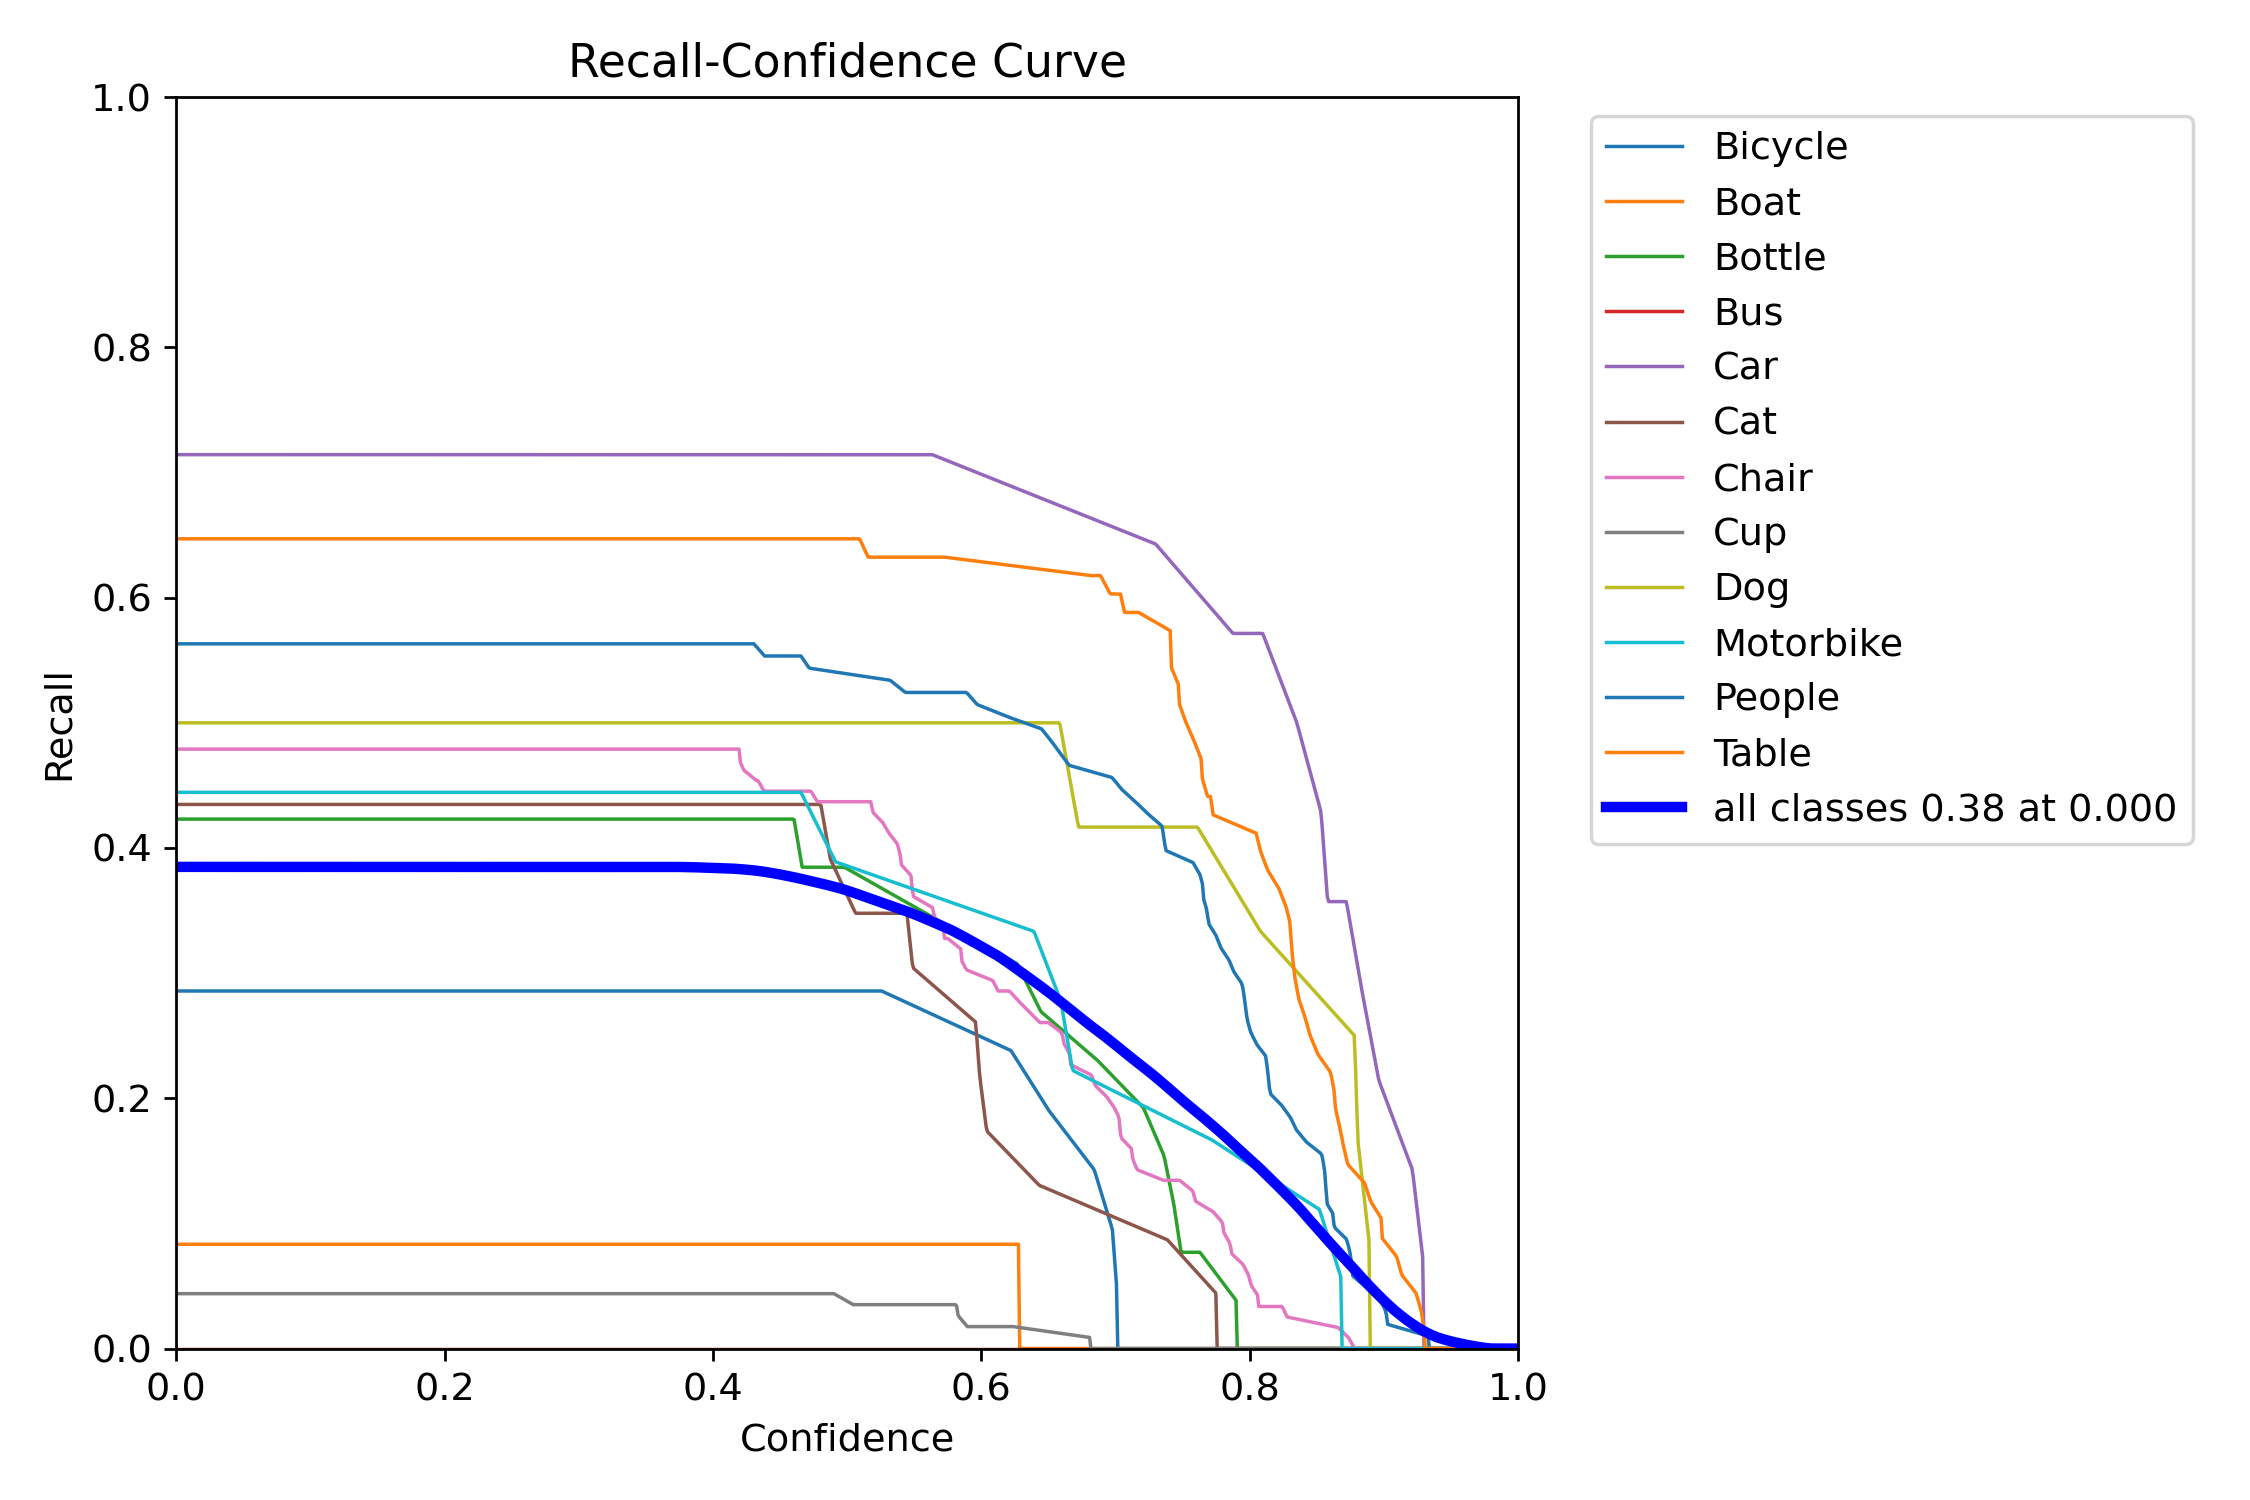 Recall-Confidence Curve
1.0
0.8
0.6
0.4
0.2
0.0
Recall
0.0 0.2 0.4 0.6 0.8 1.0
Confidence
Bicycle
Boat
Bottle
Bus
Car
Cat
Chair
Cup
Dog
Motorbike
People
Table
all classes 0.38 at 0.000